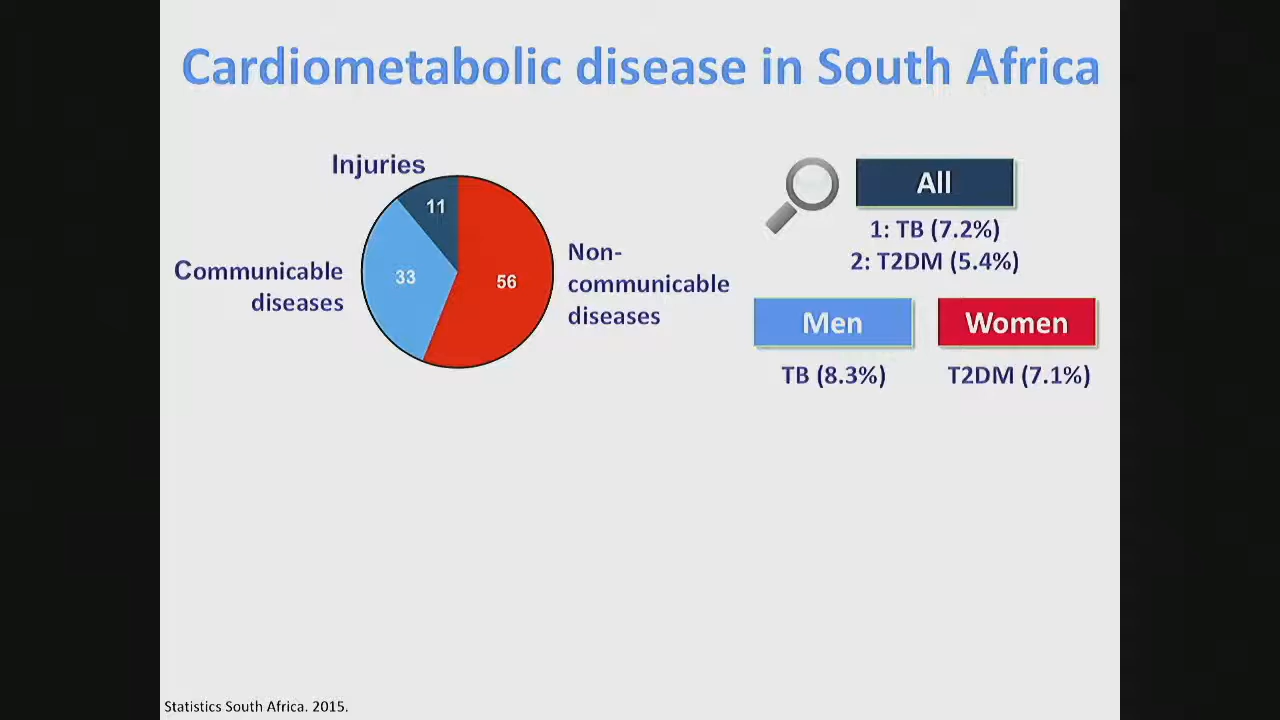 Cardiometabolic disease in South Africa
Injuries
11
Communicable
diseases
33
56
Non-
communicable
diseases
All
1: TB (7.2%)
2: T2DM (5.4%)
Men
Women
TB (8.3%)
T2DM (7.1%)
Statistics South Africa. 2015.